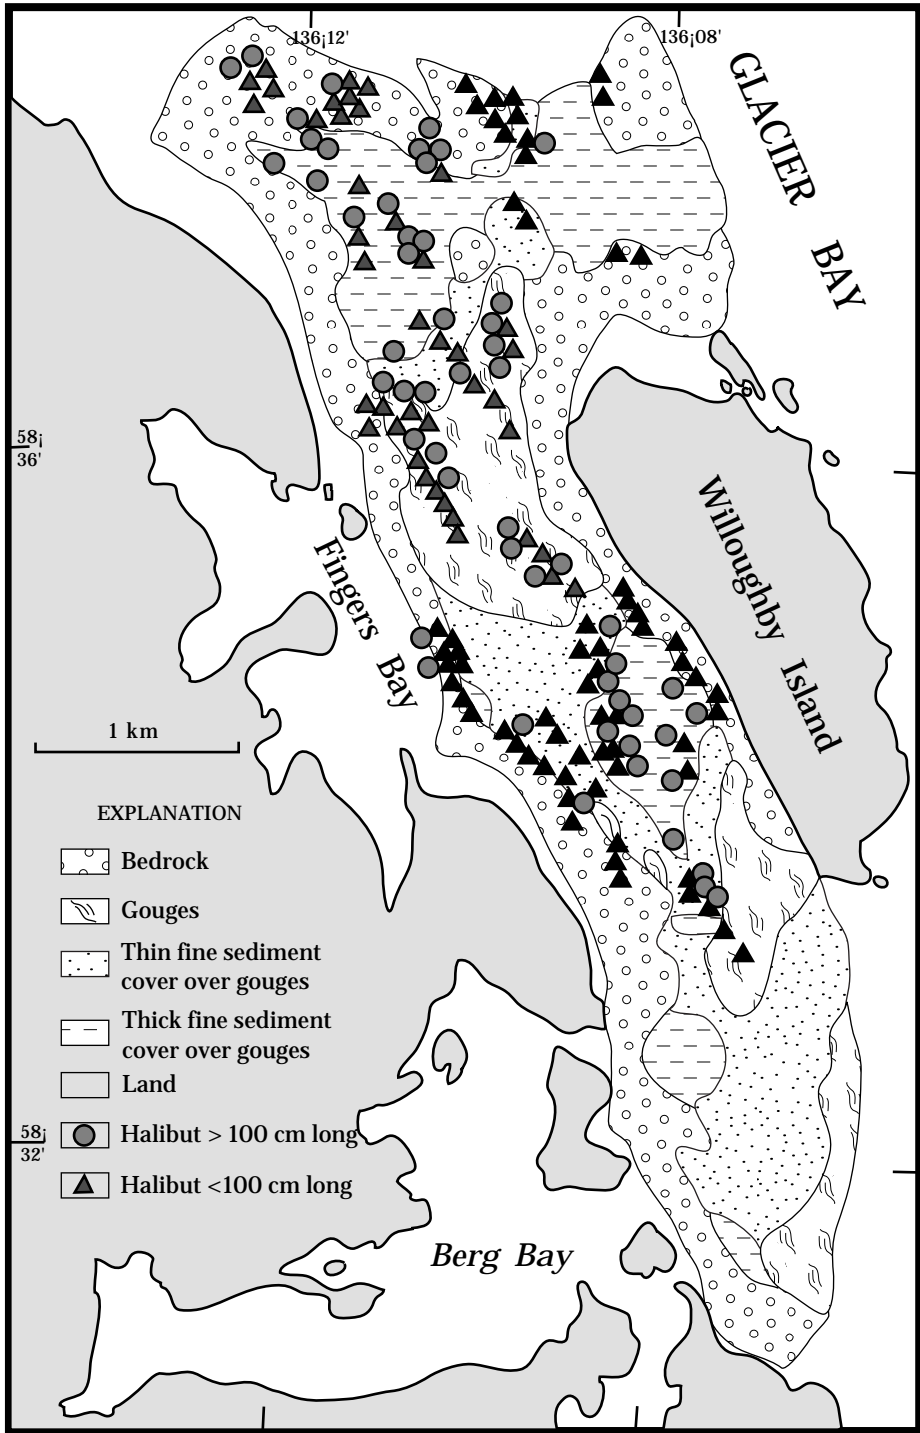 136¡12'
136¡08'
GLACIER
BAY
58¡
36'
Willoughby Island
Fingers Bay
1 km
EXPLANATION
Bedrock
Gouges
Thin fine sediment
cover over gouges
Thick fine sediment
cover over gouges
Land
Halibut > 100 cm long
58¡
32'
Halibut <100 cm long
Berg Bay